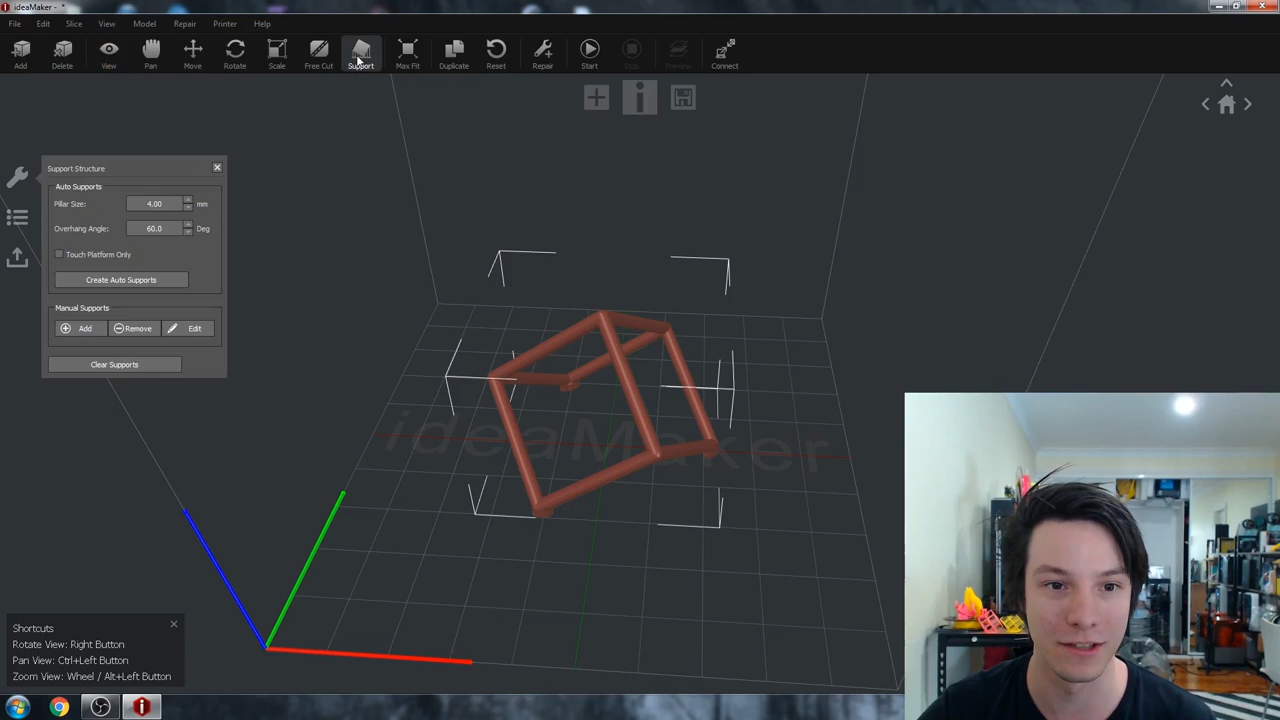 ideaMaker - *
File Edit Slice View Model Repair Printer Help
Add Delete View Pan Move Rotate Scale Free Cut Support Max Fit Duplicate Reset Repair Start Stop Preview Connect
Support Structure
Auto Supports
Pillar Size: 4.00 mm
Overhang Angle: 60.0 Deg
Touch Platform Only
Create Auto Supports
Manual Supports
Add Remove Edit
Clear Supports
ideaMaker
Shortcuts
Rotate View: Right Button
Pan View: Ctrl+Left Button
Zoom View: Wheel / Alt+Left Button